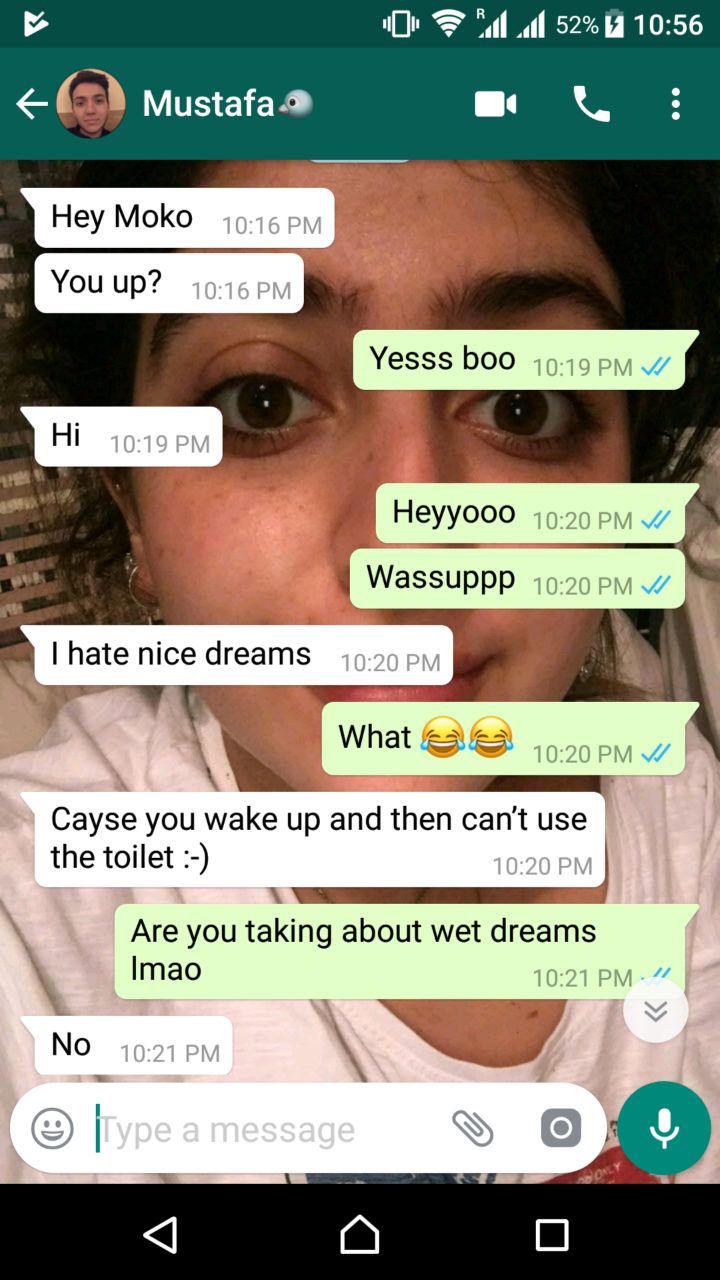 R 52% 10:56
Mustafa🐦
Hey Moko 10:16 PM
You up? 10:16 PM
Yesss boo 10:19 PM
Hi 10:19 PM
Heyyooo 10:20 PM
Wassuppp 10:20 PM
I hate nice dreams 10:20 PM
What 😂😂 10:20 PM
Cayse you wake up and then can't use
the toilet :-) 10:20 PM
Are you taking about wet dreams
lmao 10:21 PM
No 10:21 PM
Type a message
ONLY